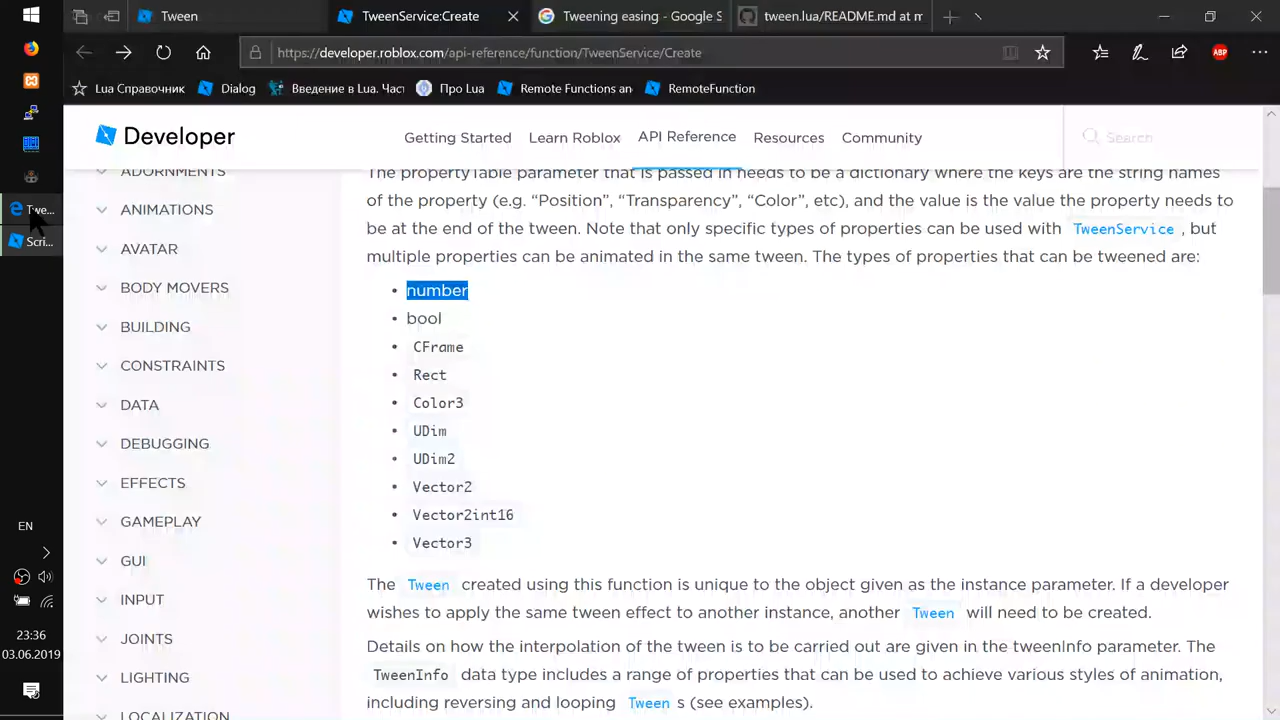 Tween
TweenService:Create
Tweening easing - Google S
tween.lua/README.md at m
https://developer.roblox.com/api-reference/function/TweenService/Create
ABP
Lua Справочник
Dialog
Введение в Lua. Част
Про Lua
Remote Functions an
RemoteFunction
Developer
Getting Started
Learn Roblox
API Reference
Resources
Community
Search
ADORNMENTS
ANIMATIONS
AVATAR
BODY MOVERS
BUILDING
CONSTRAINTS
DATA
DEBUGGING
EFFECTS
GAMEPLAY
GUI
INPUT
JOINTS
LIGHTING
LOCALIZATION
The propertyTable parameter that is passed in needs to be a dictionary where the keys are the string names
of the property (e.g. “Position”, “Transparency”, “Color”, etc), and the value is the value the property needs to
be at the end of the tween. Note that only specific types of properties can be used with TweenService , but
multiple properties can be animated in the same tween. The types of properties that can be tweened are:
• number
• bool
• CFrame
• Rect
• Color3
• UDim
• UDim2
• Vector2
• Vector2int16
• Vector3
The Tween created using this function is unique to the object given as the instance parameter. If a developer
wishes to apply the same tween effect to another instance, another Tween will need to be created.
Details on how the interpolation of the tween is to be carried out are given in the tweenInfo parameter. The
TweenInfo data type includes a range of properties that can be used to achieve various styles of animation,
including reversing and looping Tween s (see examples).
Twe...
Scri...
EN
23:36
03.06.2019